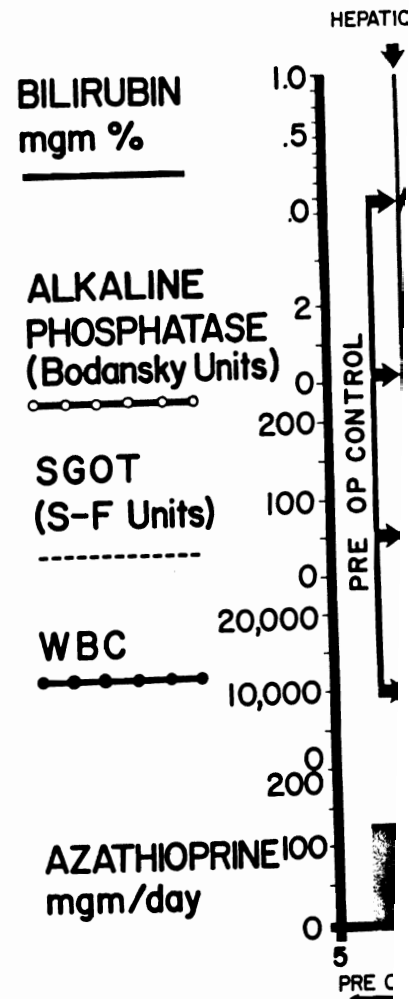 HEPATIC
BILIRUBIN
mgm %
1.0
.5
.0
ALKALINE
PHOSPHATASE
(Bodansky Units)
2
0
PRE OP CONTROL
SGOT
(S-F Units)
200
100
0
WBC
20,000
10,000
0
AZATHIOPRINE
mgm/day
200
100
0
5
PRE